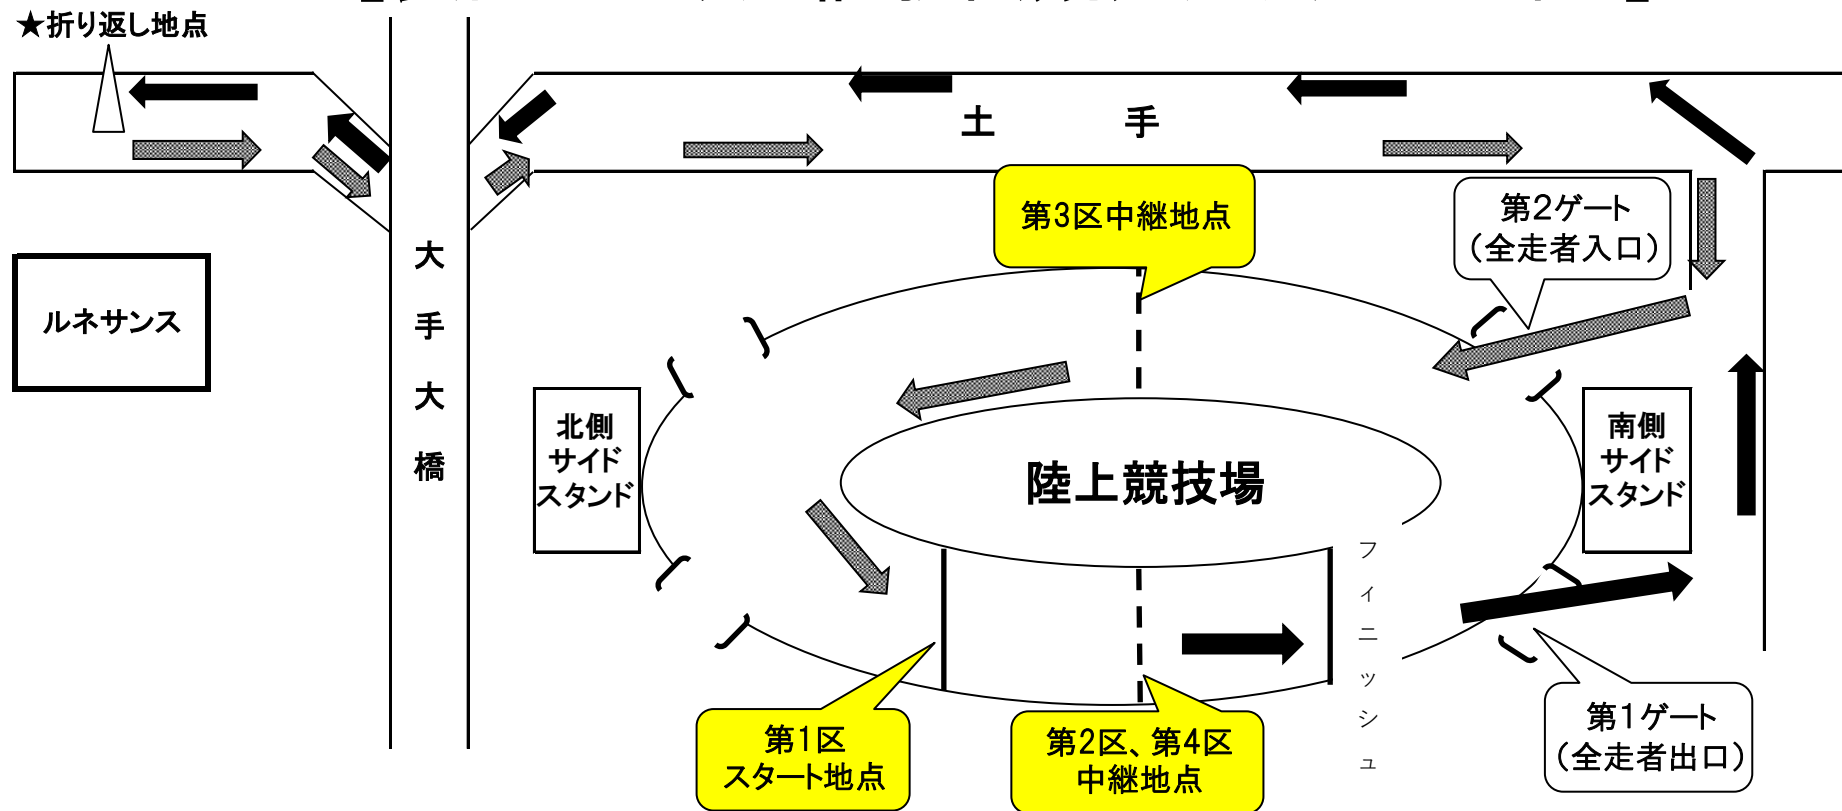 ★折り返し地点
土　手
第3区中継地点
第2ゲート
(全走者入口)
大手大橋
ルネサンス
北側
サイド
スタンド
陸上競技場
南側
サイド
スタンド
フィニッシュ
第1区
スタート地点
第2区、第4区
中継地点
第1ゲート
(全走者出口)